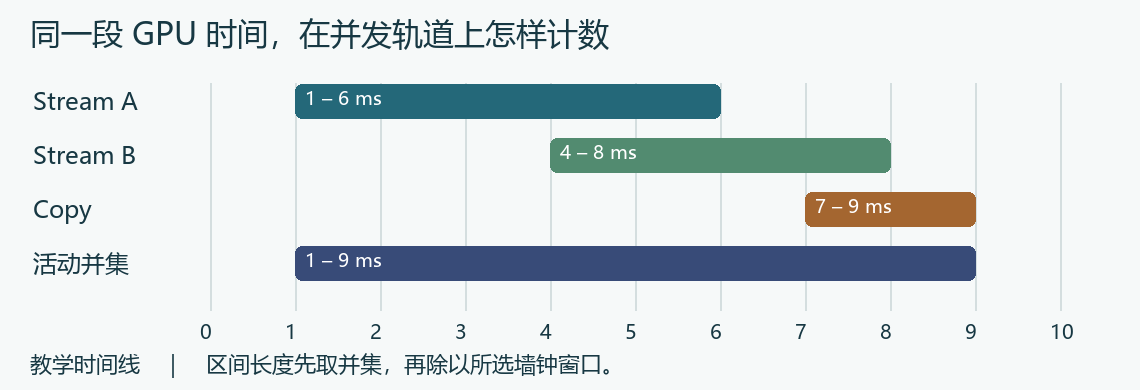 同一段 GPU 时间，在并发轨道上怎样计数
Stream A
1 – 6 ms
Stream B
4 – 8 ms
Copy
7 – 9 ms
活动并集
1 – 9 ms
0 1 2 3 4 5 6 7 8 9 10
教学时间线 | 区间长度先取并集，再除以所选墙钟窗口。